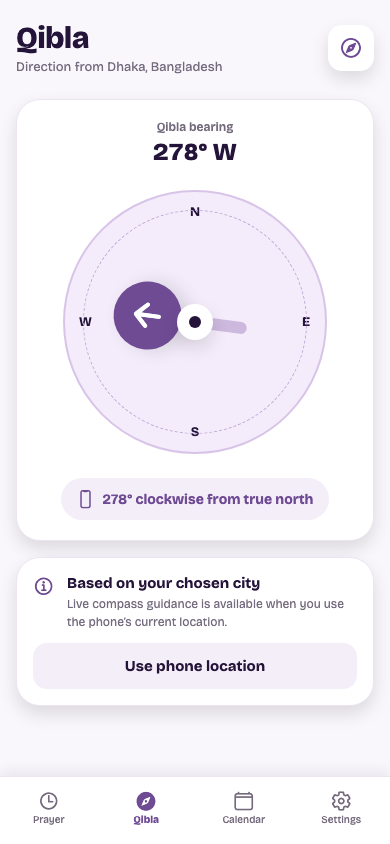 Qibla
Direction from Dhaka, Bangladesh
Qibla bearing
278° W
N
W
E
S
278° clockwise from true north
Based on your chosen city
Live compass guidance is available when you use
the phone's current location.
Use phone location
Prayer
Qibla
Calendar
Settings